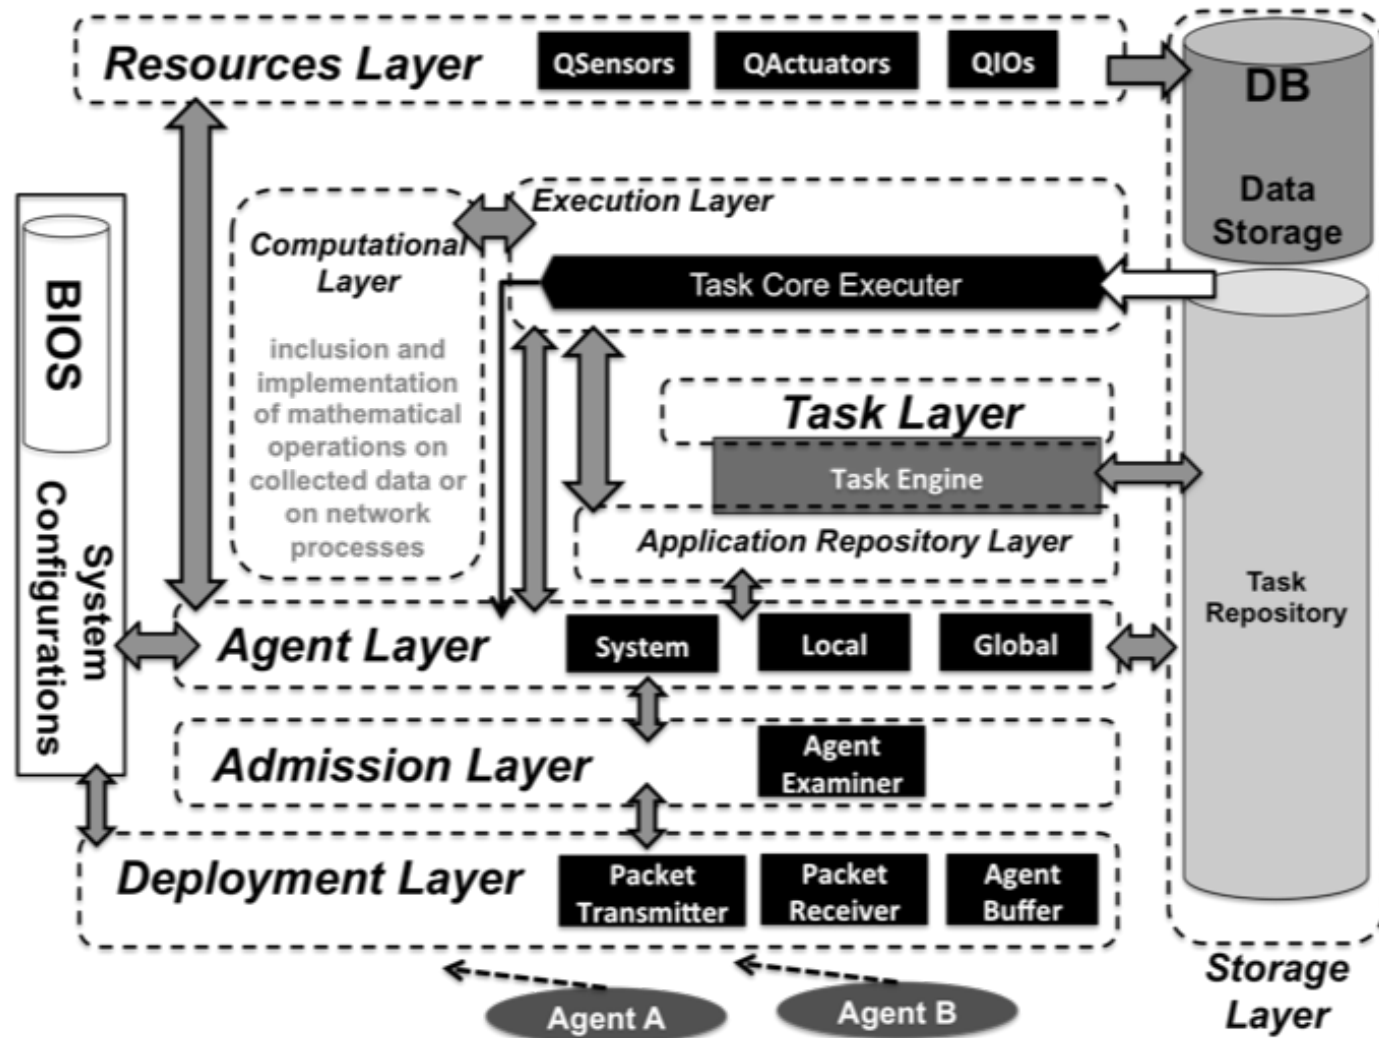 Resources Layer
QSensors
QActuators
QIOs
DB
Data
Storage
Execution Layer
Computational
Layer
Task Core Executer
inclusion and
implementation
of mathematical
operations on
collected data or
on network
processes
BIOS
System
Configurations
Task Layer
Task Engine
Application Repository Layer
Task
Repository
Agent Layer
System
Local
Global
Admission Layer
Agent
Examiner
Deployment Layer
Packet
Transmitter
Packet
Receiver
Agent
Buffer
Storage
Layer
Agent A
Agent B